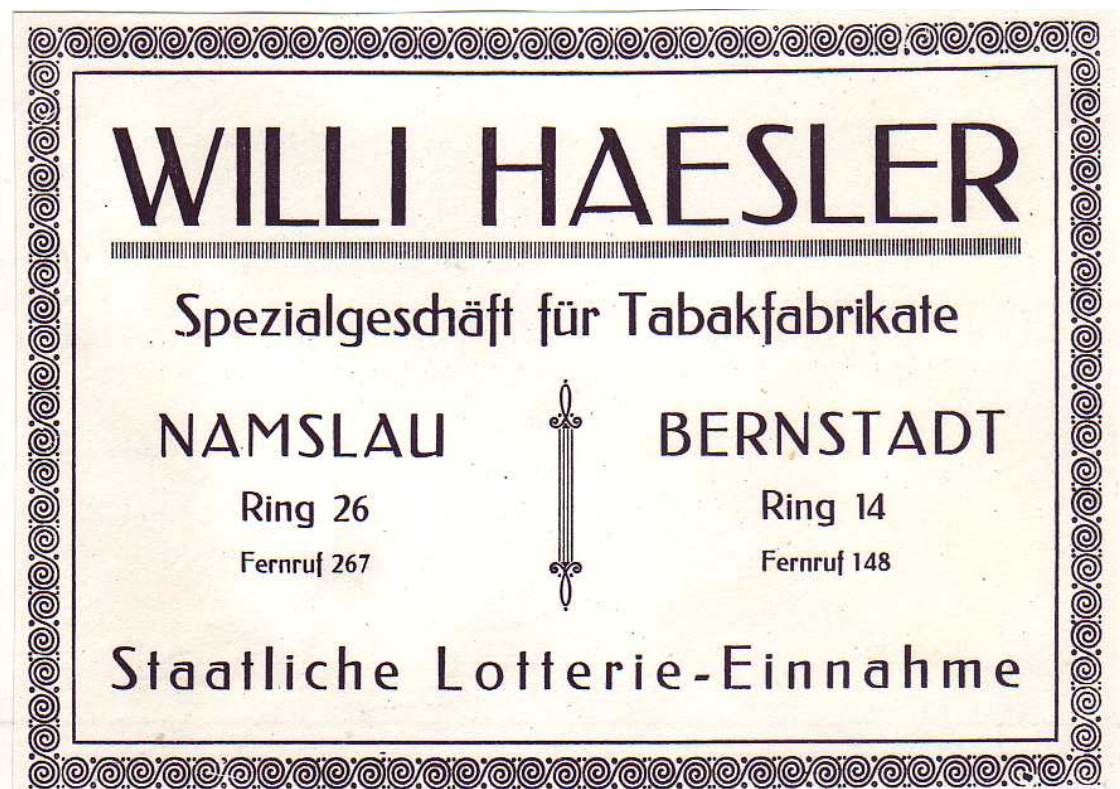 WILLI HAESLER
Spezialgeschäft für Tabakfabrikate
NAMSLAU
Ring 26
Fernruf 267
BERNSTADT
Ring 14
Fernruf 148
Staatliche Lotterie-Einnahme